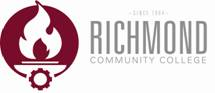 - SINCE 1964 -
RICHMOND
COMMUNITY COLLEGE